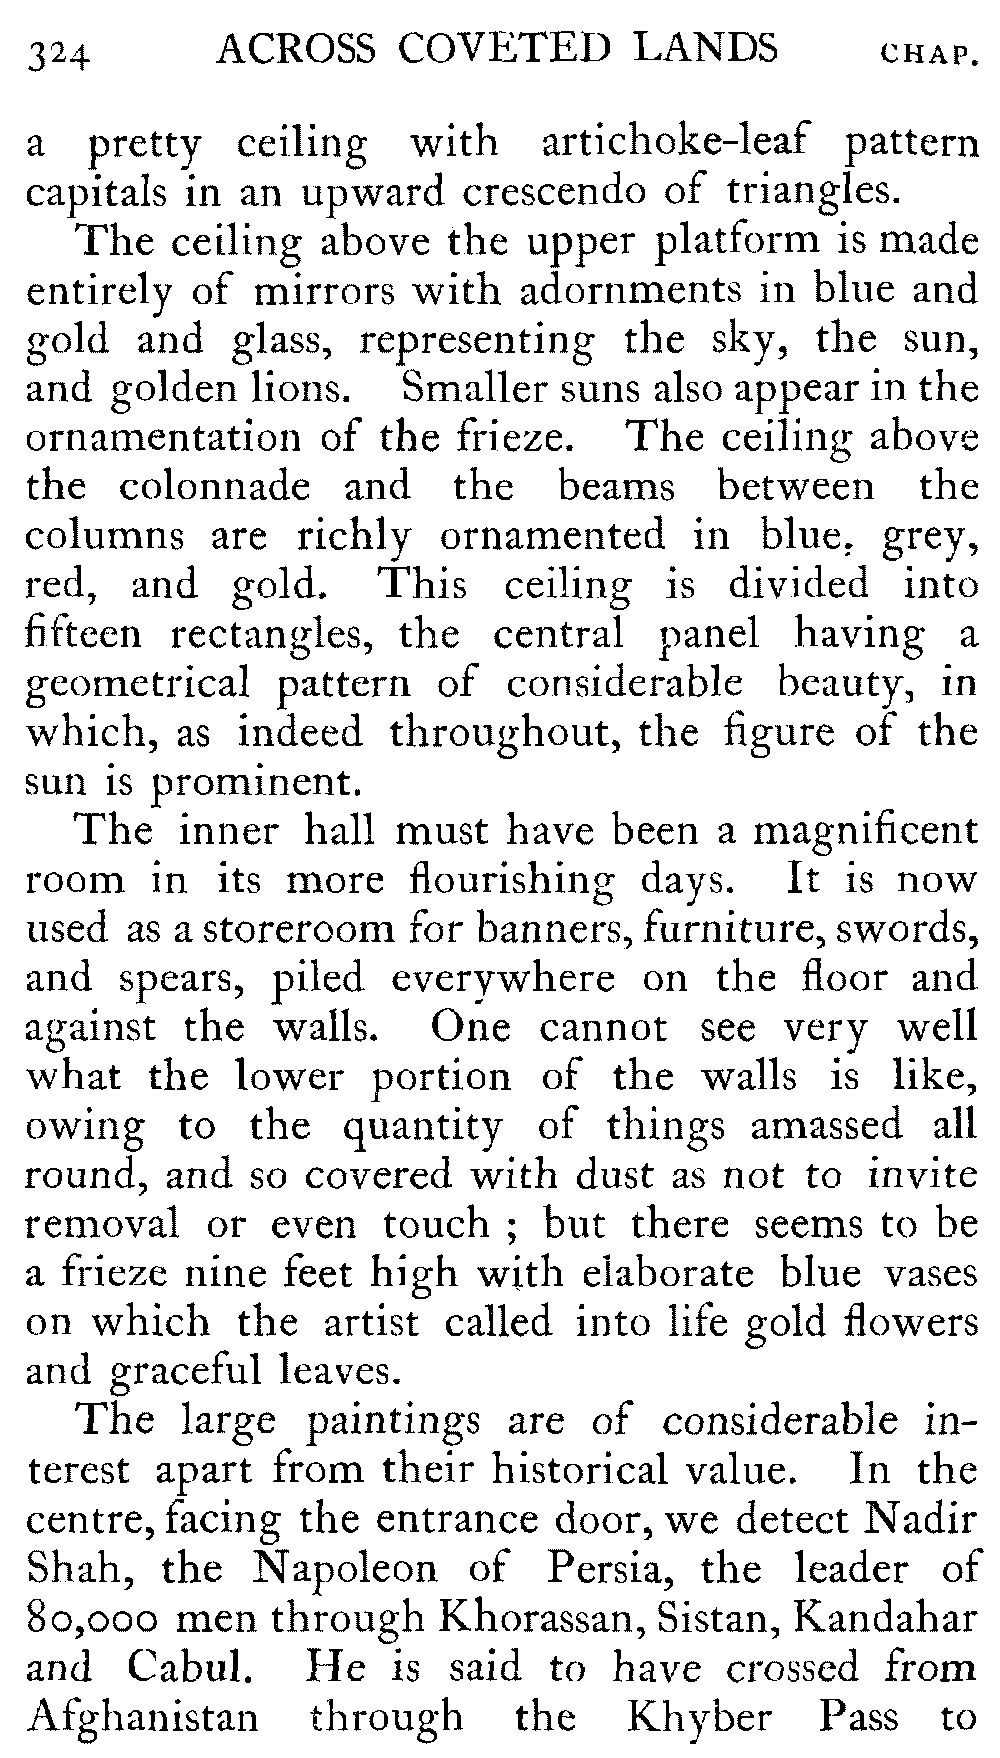 324 ACROSS COVETED LANDS CHAP.
a pretty ceiling with artichoke-leaf pattern
capitals in an upward crescendo of triangles.
The ceiling above the upper platform is made
entirely of mirrors with adornments in blue and
gold and glass, representing the sky, the sun,
and golden lions. Smaller suns also appear in the
ornamentation of the frieze. The ceiling above
the colonnade and the beams between the
columns are richly ornamented in blue, grey,
red, and gold. This ceiling is divided into
fifteen rectangles, the central panel having a
geometrical pattern of considerable beauty, in
which, as indeed throughout, the figure of the
sun is prominent.
The inner hall must have been a magnificent
room in its more flourishing days. It is now
used as a storeroom for banners, furniture, swords,
and spears, piled everywhere on the floor and
against the walls. One cannot see very well
what the lower portion of the walls is like,
owing to the quantity of things amassed all
round, and so covered with dust as not to invite
removal or even touch ; but there seems to be
a frieze nine feet high with elaborate blue vases
on which the artist called into life gold flowers
and graceful leaves.
The large paintings are of considerable in-
terest apart from their historical value. In the
centre, facing the entrance door, we detect Nadir
Shah, the Napoleon of Persia, the leader of
80,000 men through Khorassan, Sistan, Kandahar
and Cabul. He is said to have crossed from
Afghanistan through the Khyber Pass to